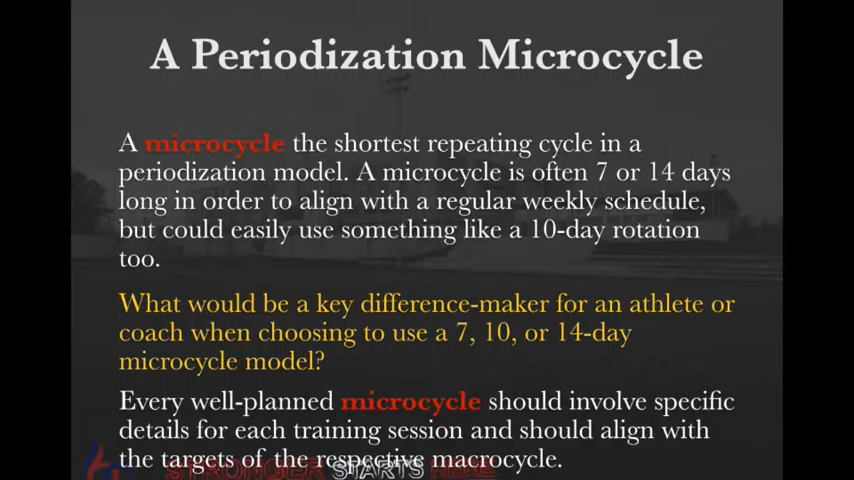 A Periodization Microcycle
A microcycle the shortest repeating cycle in a
periodization model. A microcycle is often 7 or 14 days
long in order to align with a regular weekly schedule,
but could easily use something like a 10-day rotation
too.
What would be a key difference-maker for an athlete or
coach when choosing to use a 7, 10, or 14-day
microcycle model?
Every well-planned microcycle should involve specific
details for each training session and should align with
the targets of the respective macrocycle.
STRONGER STARTS HERE